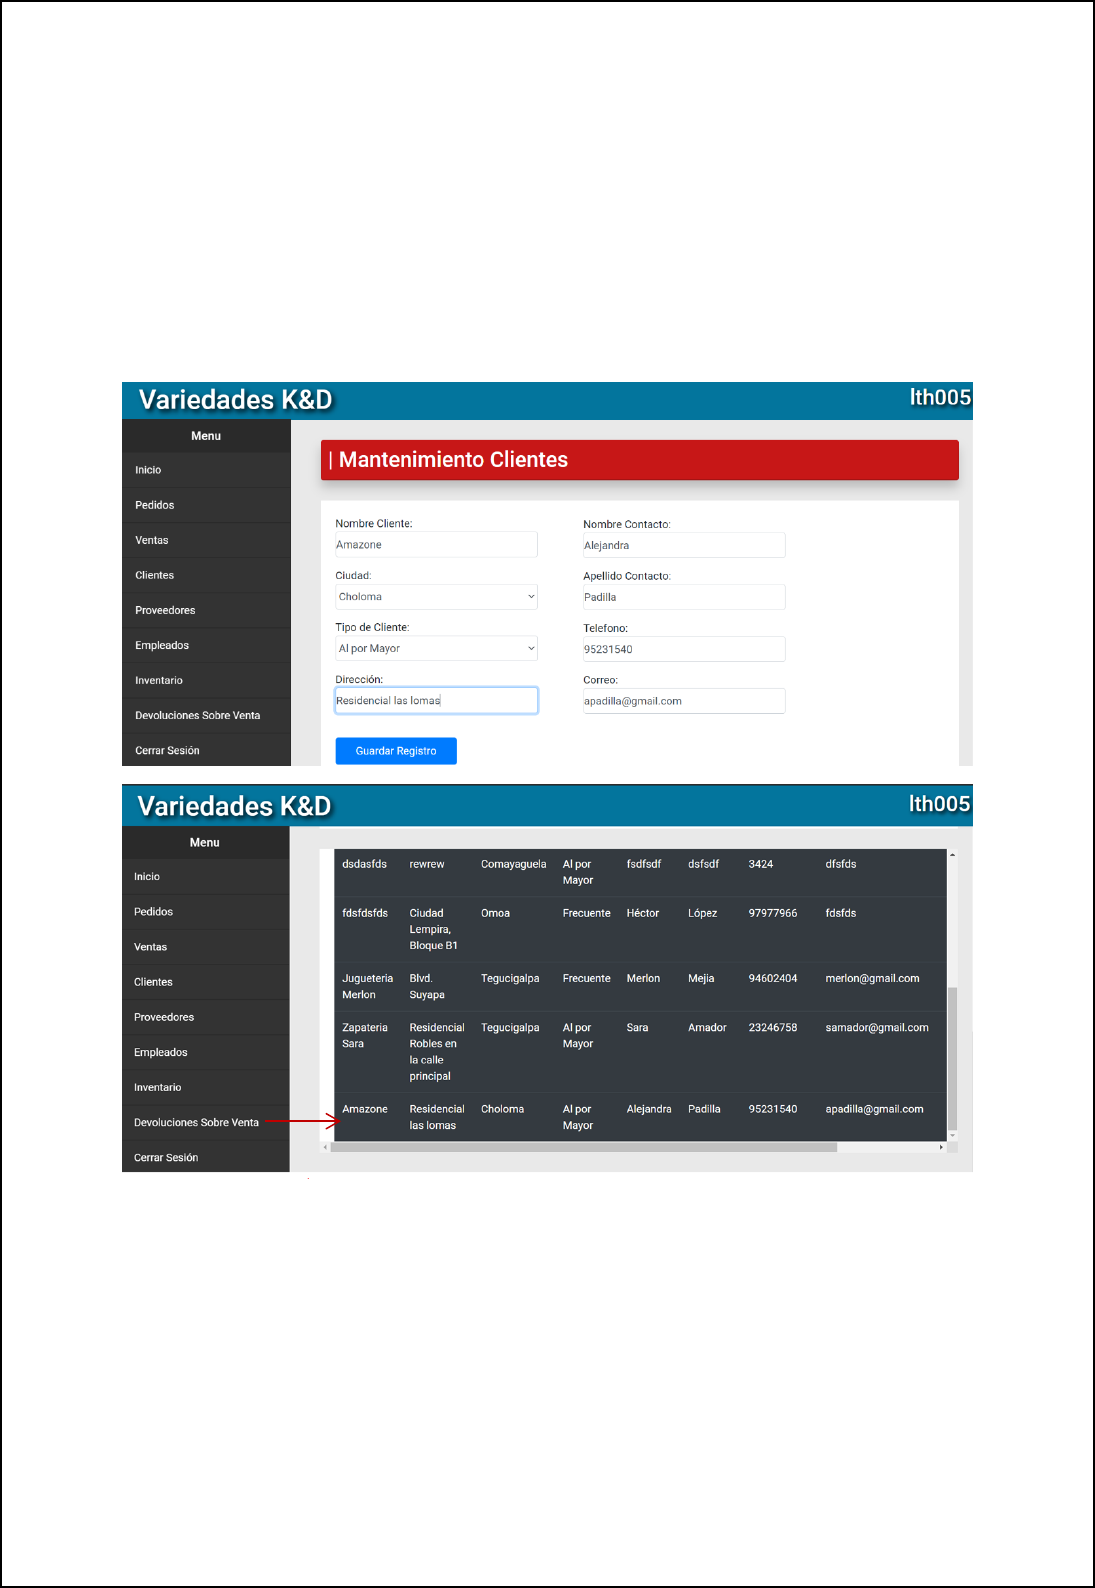 Variedades K&D
lth005
Menu
Inicio
Pedidos
Ventas
Clientes
Proveedores
Empleados
Inventario
Devoluciones Sobre Venta
Cerrar Sesión
| Mantenimiento Clientes
Nombre Cliente:
Amazone
Nombre Contacto:
Alejandra
Ciudad:
Choloma
Apellido Contacto:
Padilla
Tipo de Cliente:
Al por Mayor
Telefono:
95231540
Dirección:
Residencial las lomas
Correo:
apadilla@gmail.com
Guardar Registro
Variedades K&D
lth005
Menu
Inicio
Pedidos
Ventas
Clientes
Proveedores
Empleados
Inventario
Devoluciones Sobre Venta
Cerrar Sesión
dsdasfds rewrew Comayaguela Al por fsdfsdf dsfsdf 3424 dfsfds
Mayor
fdsfdsfds Ciudad Omoa Frecuente Héctor López 97977966 fdsfds
Lempira,
Bloque B1
Jugueteria Blvd. Tegucigalpa Frecuente Merlon Mejia 94602404 merlon@gmail.com
Merlon Suyapa
Zapateria Residencial Tegucigalpa Al por Sara Amador 23246758 samador@gmail.com
Sara Robles en Mayor
la calle
principal
Amazone Residencial Choloma Al por Alejandra Padilla 95231540 apadilla@gmail.com
las lomas Mayor